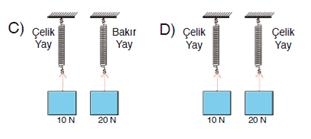 C) Çelik Yay Bakır Yay
10 N 20 N
D) Çelik Yay Çelik Yay
10 N 20 N